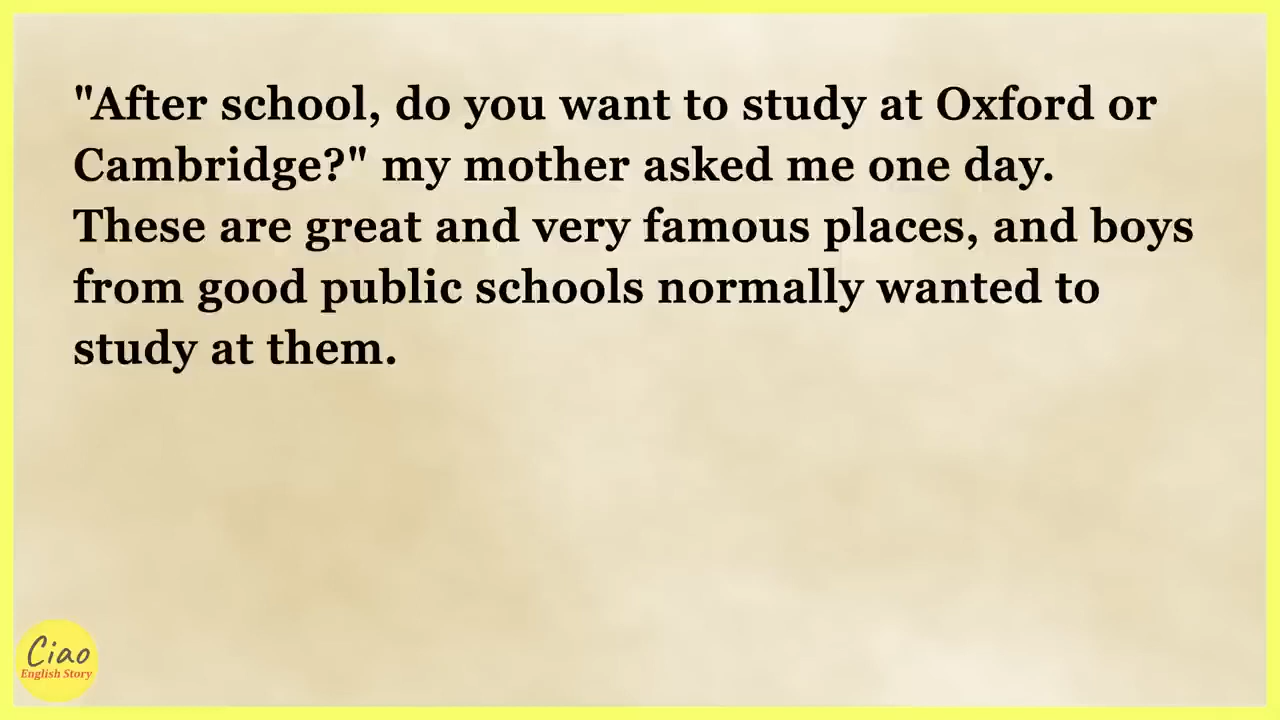 "After school, do you want to study at Oxford or
Cambridge?" my mother asked me one day.
These are great and very famous places, and boys
from good public schools normally wanted to
study at them.
Ciao
English Story